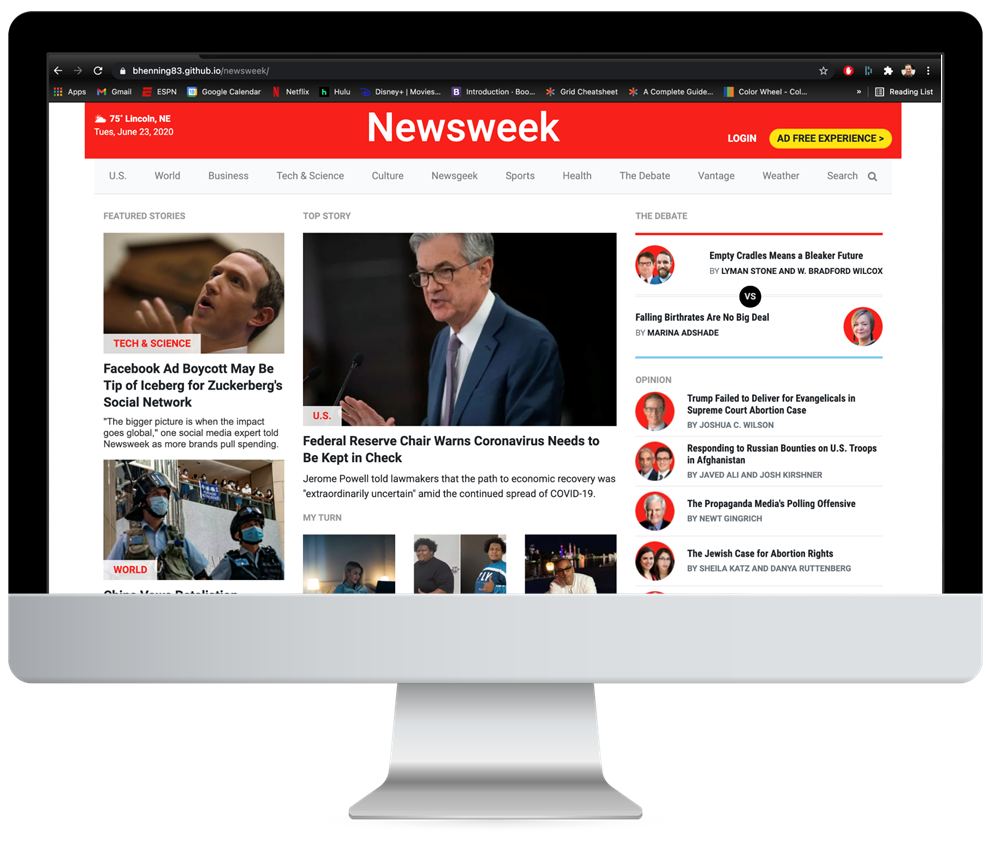 bhenning83.github.io/newsweek/
Apps
Gmail
ESPN
Google Calendar
Netflix
Hulu
Disney+ | Movies...
Introduction · Boo...
Grid Cheatsheet
A Complete Guide...
Color Wheel - Col...
»
Reading List
75° Lincoln, NE
Tues, June 23, 2020
Newsweek
LOGIN
AD FREE EXPERIENCE >
U.S.
World
Business
Tech & Science
Culture
Newsgeek
Sports
Health
The Debate
Vantage
Weather
Search
FEATURED STORIES
TECH & SCIENCE
Facebook Ad Boycott May Be
Tip of Iceberg for Zuckerberg's
Social Network
"The bigger picture is when the impact
goes global," one social media expert told
Newsweek as more brands pull spending.
WORLD
China Vows Retaliation
TOP STORY
U.S.
Federal Reserve Chair Warns Coronavirus Needs to
Be Kept in Check
Jerome Powell told lawmakers that the path to economic recovery was
"extraordinarily uncertain" amid the continued spread of COVID-19.
MY TURN
THE DEBATE
Empty Cradles Means a Bleaker Future
BY LYMAN STONE AND W. BRADFORD WILCOX
VS
Falling Birthrates Are No Big Deal
BY MARINA ADSHADE
OPINION
Trump Failed to Deliver for Evangelicals in
Supreme Court Abortion Case
BY JOSHUA C. WILSON
Responding to Russian Bounties on U.S. Troops
in Afghanistan
BY JAVED ALI AND JOSH KIRSHNER
The Propaganda Media's Polling Offensive
BY NEWT GINGRICH
The Jewish Case for Abortion Rights
BY SHEILA KATZ AND DANYA RUTTENBERG